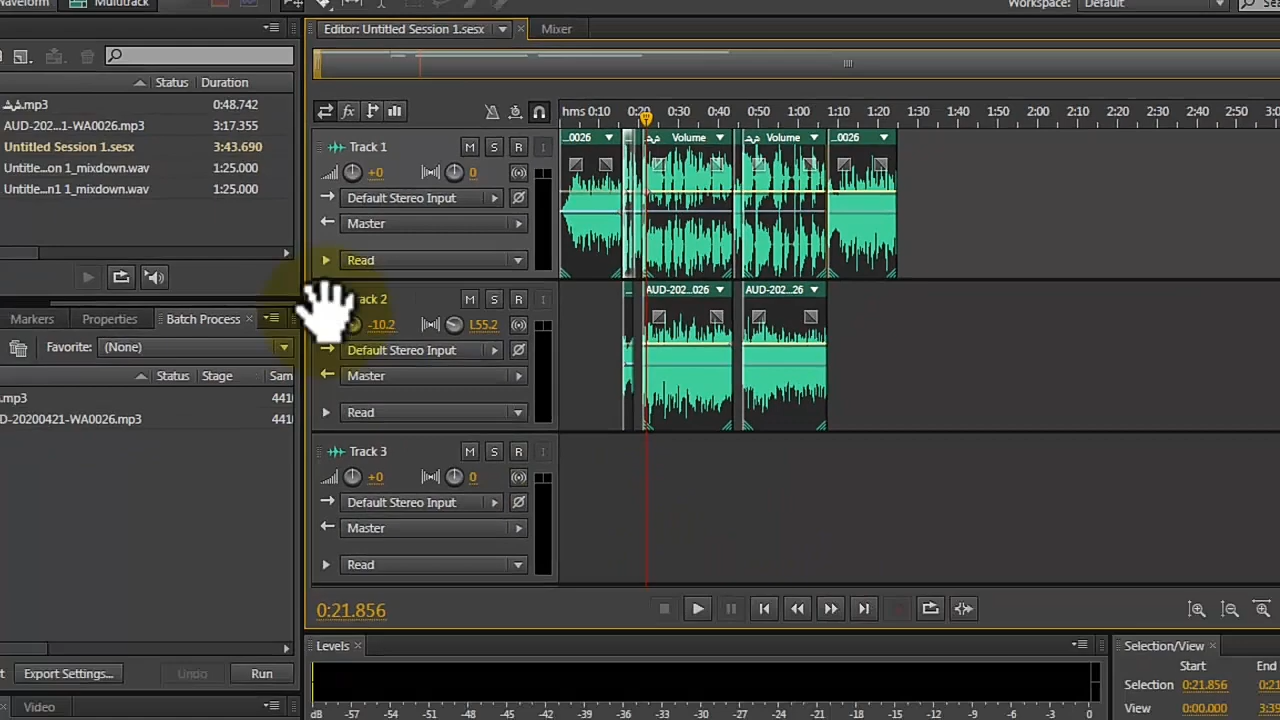 Waveform Multitrack
Workspace: Default
Editor: Untitled Session 1.sesx Mixer
Status Duration
.mp3 0:48.742
AUD-202...1-WA0026.mp3 3:17.355
Untitled Session 1.sesx 3:43.690
Untitle...on 1_mixdown.wav 1:25.000
Untitle...n1 1_mixdown.wav 1:25.000
Markers Properties Batch Process
Favorite: (None)
Status Stage Sam
.mp3 441
D-20200421-WA0026.mp3 441
Export Settings... Undo Run
Video
hms 0:10 0:20 0:30 0:40 0:50 1:00 1:10 1:20 1:30 1:40 1:50 2:00 2:10 2:20 2:30 2:40 2:50 3:0
Track 1 M S R I
+0 0
Default Stereo Input
Master
Read
..0026 Volume Volume ..0026
Track 2 M S R I
-10.2 L55.2
Default Stereo Input
Master
Read
AUD-202...026 AUD-202...26
Track 3 M S R I
+0 0
Default Stereo Input
Master
Read
0:21.856
Levels
dB -57 -54 -51 -48 -45 -42 -39 -36 -33 -30 -27 -24 -21 -18 -15 -12 -9 -6 -3 0
Selection/View
Start End
Selection 0:21.856 0:21
View 0:00.000 3:39